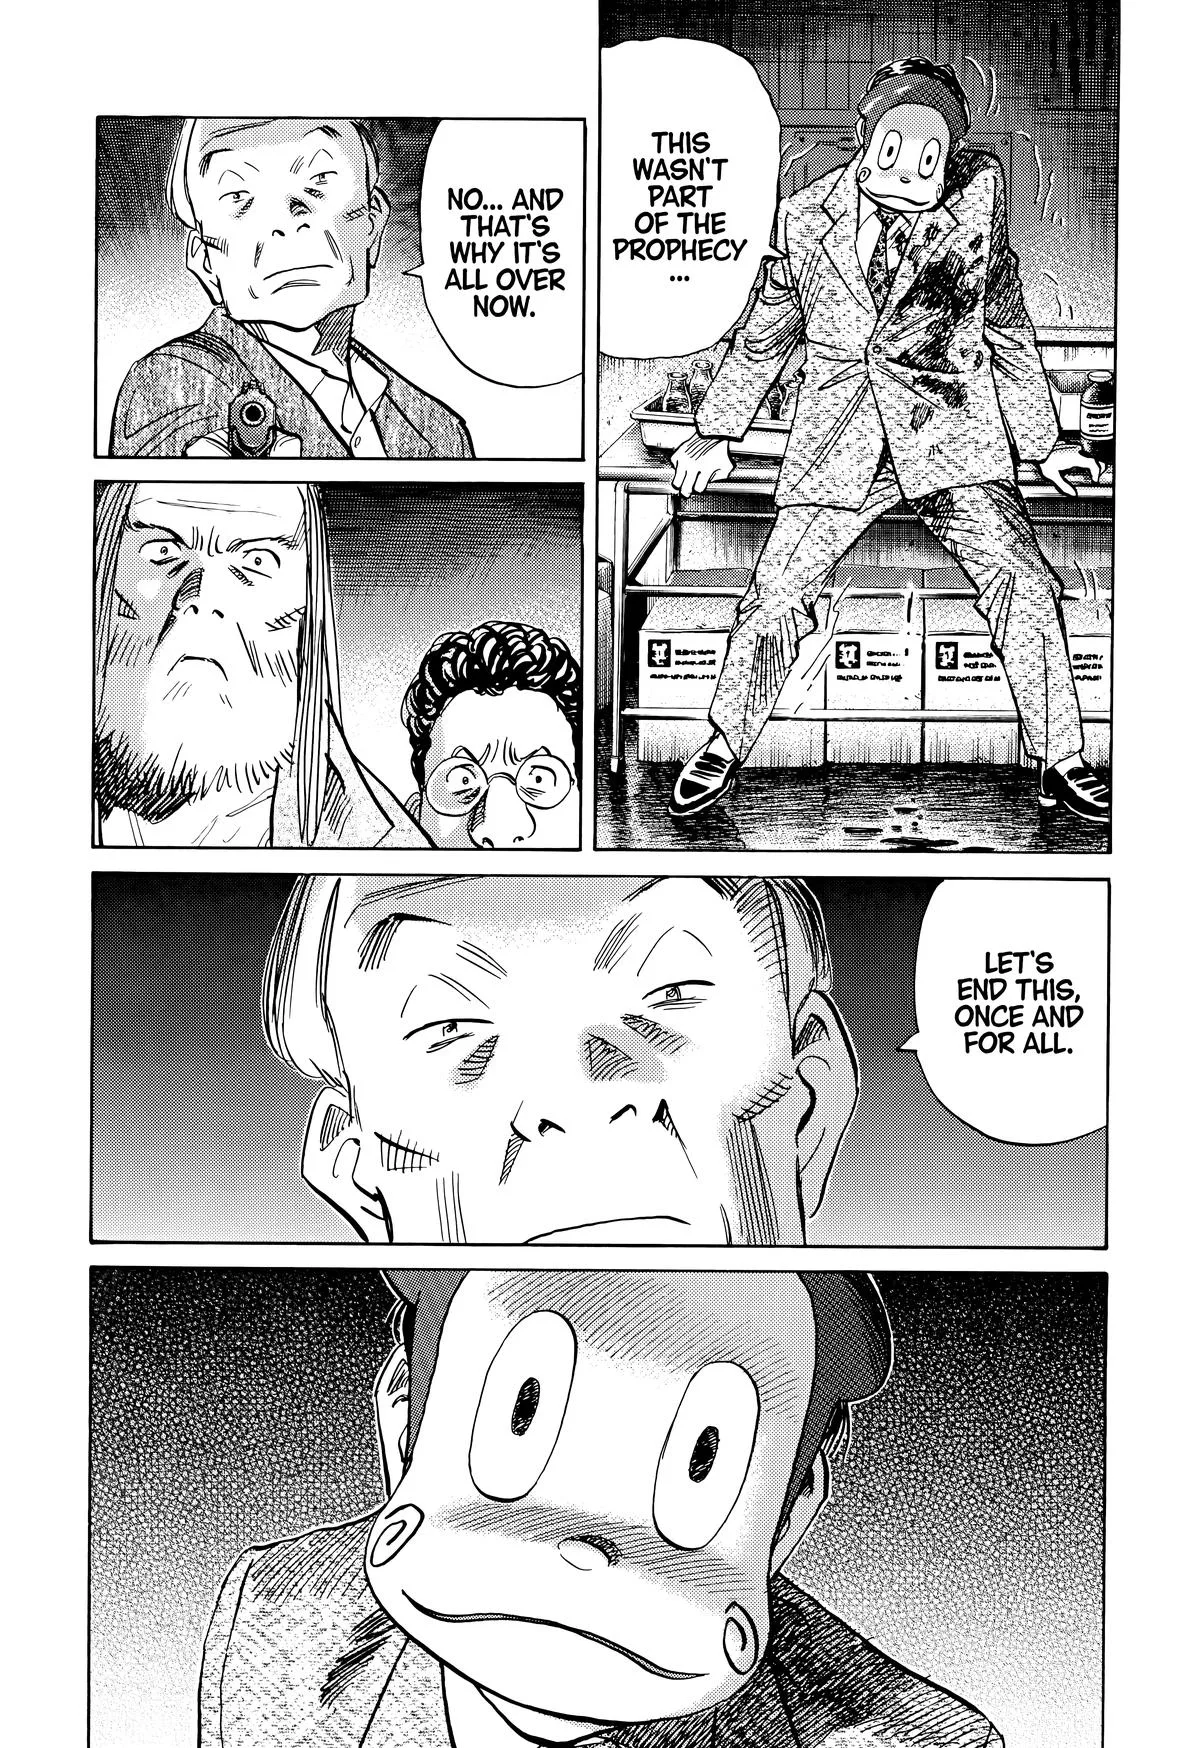 THIS
WASN'T
PART
OF THE
PROPHECY
...
NO... AND
THAT'S
WHY IT'S
ALL OVER
NOW.
LET'S
END THIS,
ONCE AND
FOR ALL.